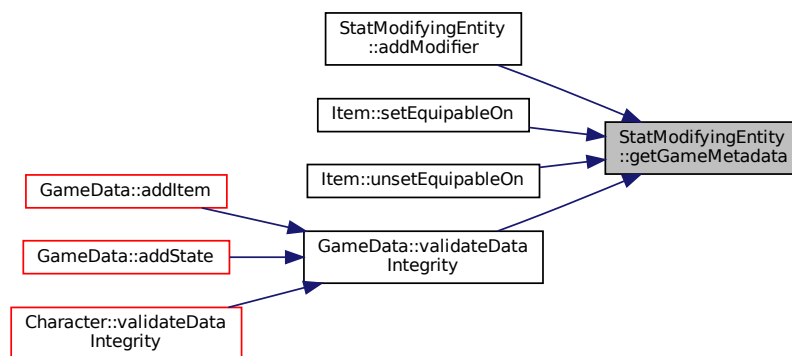 StatModifyingEntity
::addModifier
Item::setEquipableOn
StatModifyingEntity
::getGameMetadata
Item::unsetEquipableOn
GameData::addItem
GameData::validateData
Integrity
GameData::addState
Character::validateData
Integrity